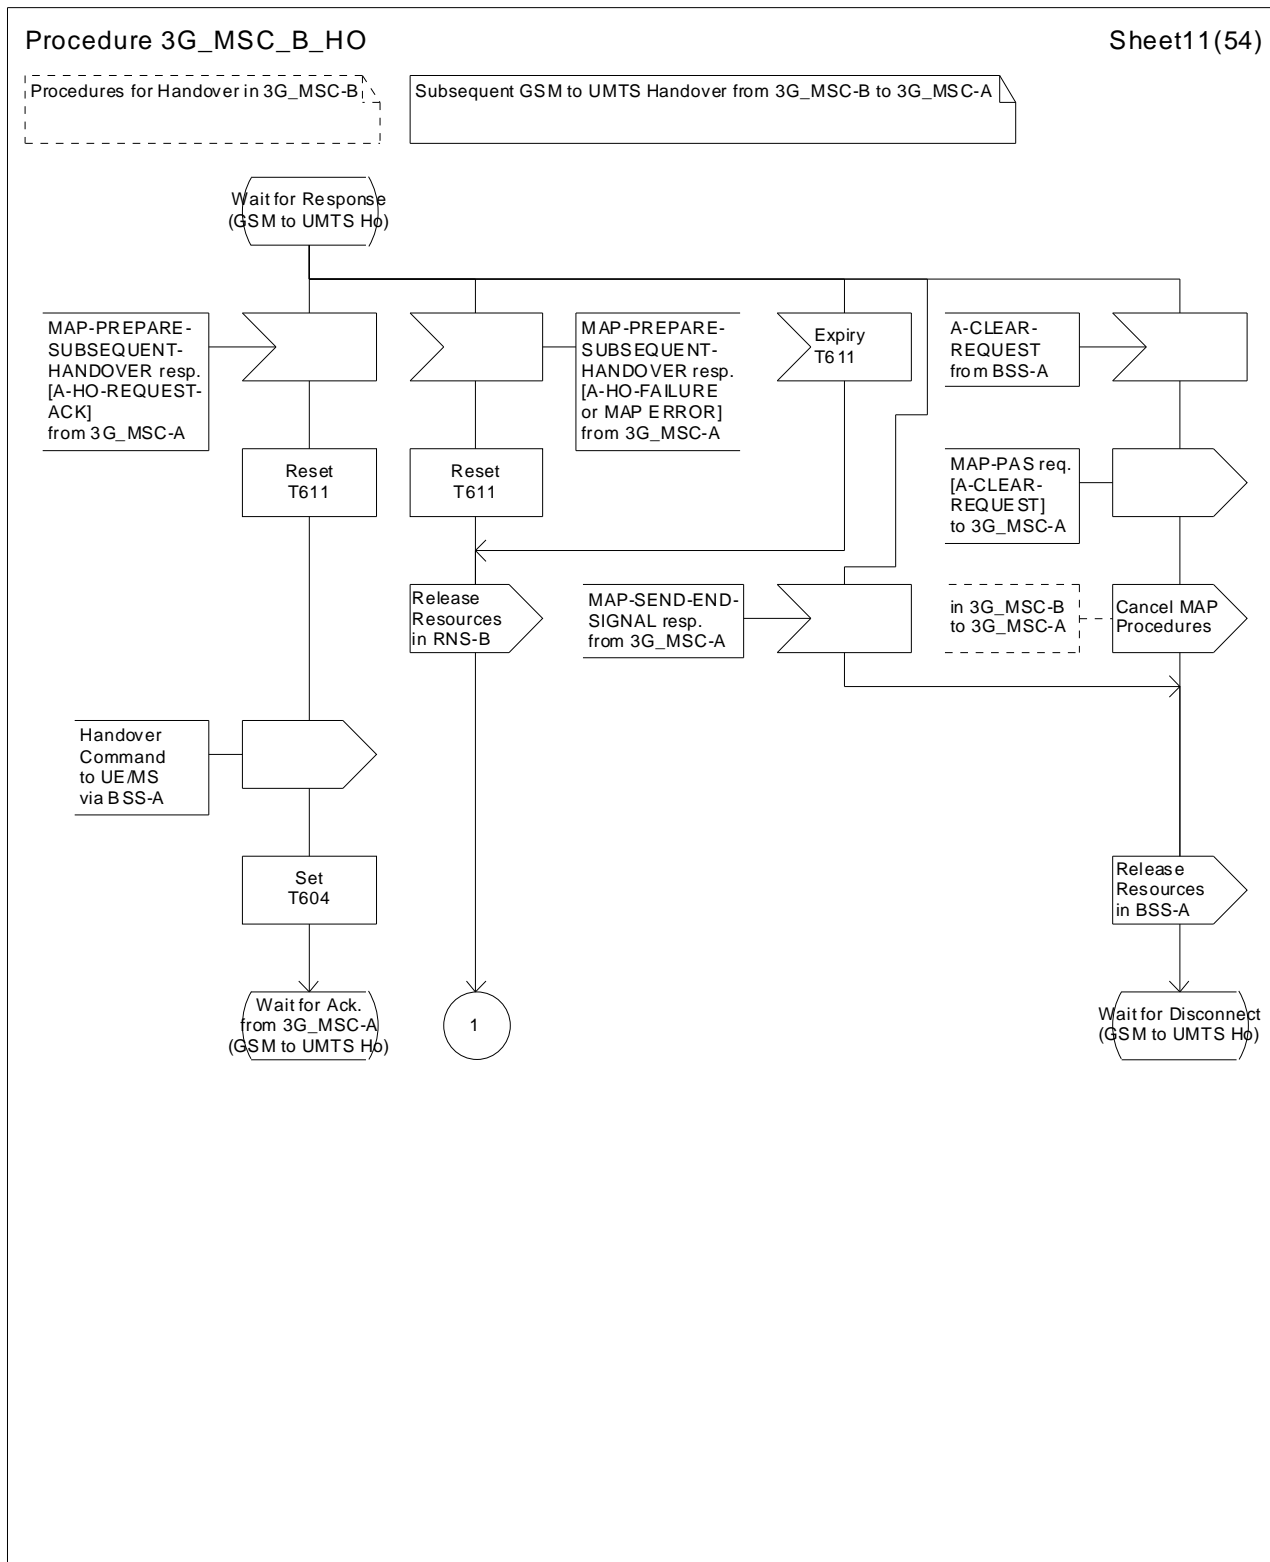 Procedure 3G_MSC_B_HO
Sheet11(54)
Procedures for Handover in 3G_MSC-B
Subsequent GSM to UMTS Handover from 3G_MSC-B to 3G_MSC-A
Wait for Response
(GSM to UMTS Ho)
MAP-PREPARE-
SUBSEQUENT-
HANDOVER resp.
[A-HO-REQUEST-
ACK]
from 3G_MSC-A
MAP-PREPARE-
SUBSEQUENT-
HANDOVER resp.
[A-HO-FAILURE
or MAP ERROR]
from 3G_MSC-A
Expiry
T611
A-CLEAR-
REQUEST
from BSS-A
Reset
T611
Reset
T611
MAP-PAS req.
[A-CLEAR-
REQUEST]
to 3G_MSC-A
Release
Resources
in RNS-B
MAP-SEND-END-
SIGNAL resp.
from 3G_MSC-A
in 3G_MSC-B
to 3G_MSC-A
Cancel MAP
Procedures
Handover
Command
to UE/MS
via BSS-A
Set
T604
Release
Resources
in BSS-A
Wait for Ack.
from 3G_MSC-A
(GSM to UMTS Ho)
1
Wait for Disconnect
(GSM to UMTS Ho)